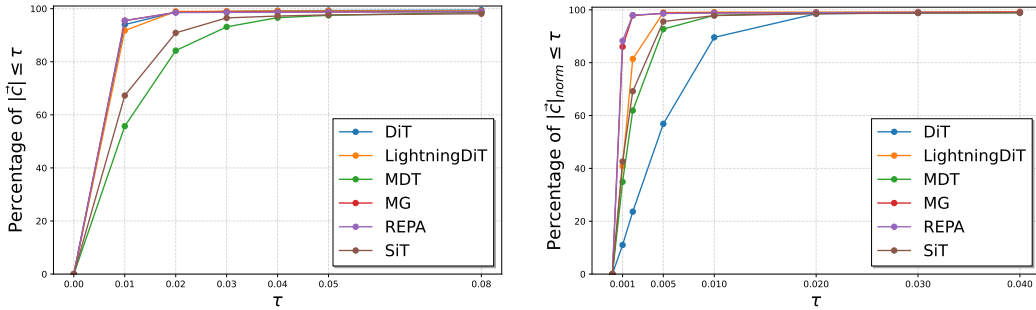 Percentage of |c⃗| ≤ τ
100
80
60
40
20
0
0.00 0.01 0.02 0.03 0.04 0.05 0.08
τ
DiT
LightningDiT
MDT
MG
REPA
SiT
Percentage of |c⃗|norm ≤ τ
100
80
60
40
20
0
0.001 0.005 0.010 0.020 0.030 0.040
τ
DiT
LightningDiT
MDT
MG
REPA
SiT